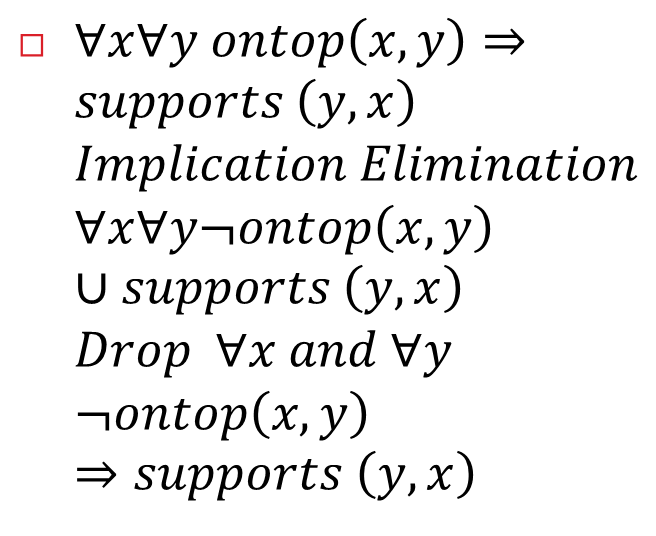 ∀x∀y ontop(x, y) ⇒
supports (y, x)
Implication Elimination
∀x∀y¬ontop(x, y)
∪ supports (y, x)
Drop ∀x and ∀y
¬ontop(x, y)
⇒ supports (y, x)